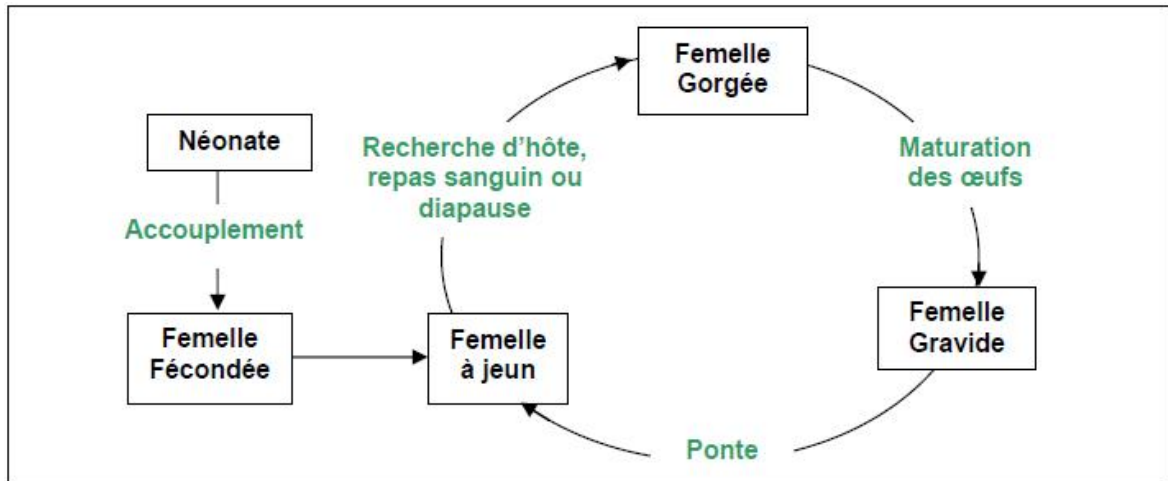 Néonate
Accouplement
Femelle
Fécondée
Femelle
à jeun
Recherche d'hôte,
repas sanguin ou
diapause
Femelle
Gorgée
Maturation
des œufs
Femelle
Gravide
Ponte